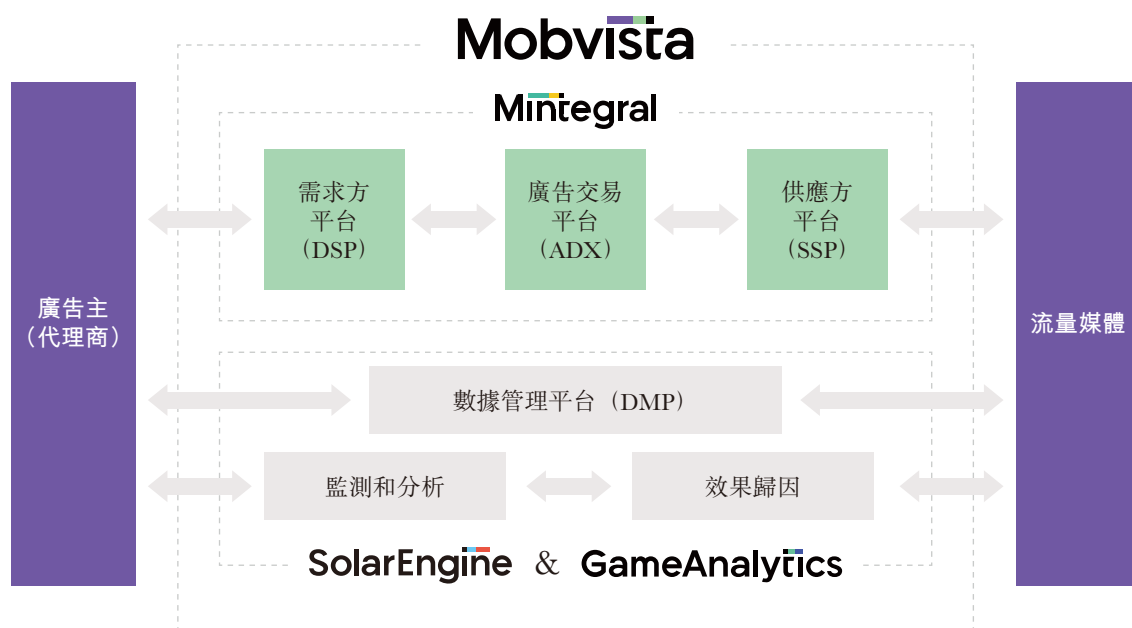 Mobvista
Mintegral
需求方
平台
（DSP）
廣告交易
平台
（ADX）
供應方
平台
（SSP）
廣告主
（代理商）
流量媒體
數據管理平台（DMP）
監測和分析
效果歸因
SolarEngine & GameAnalytics